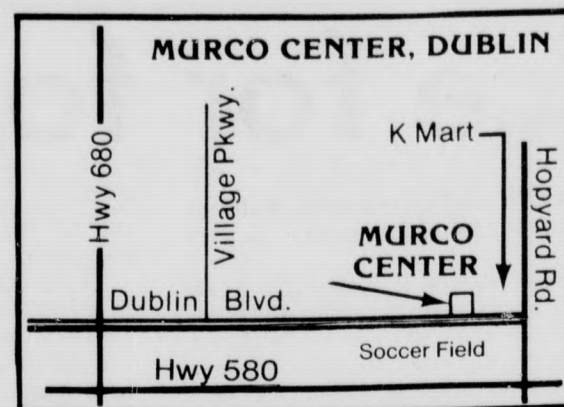 MURCO CENTER, DUBLIN
Hwy 680
Village Pkwy.
K Mart
Hopyard Rd.
MURCO
CENTER
Dublin Blvd.
Soccer Field
Hwy 580